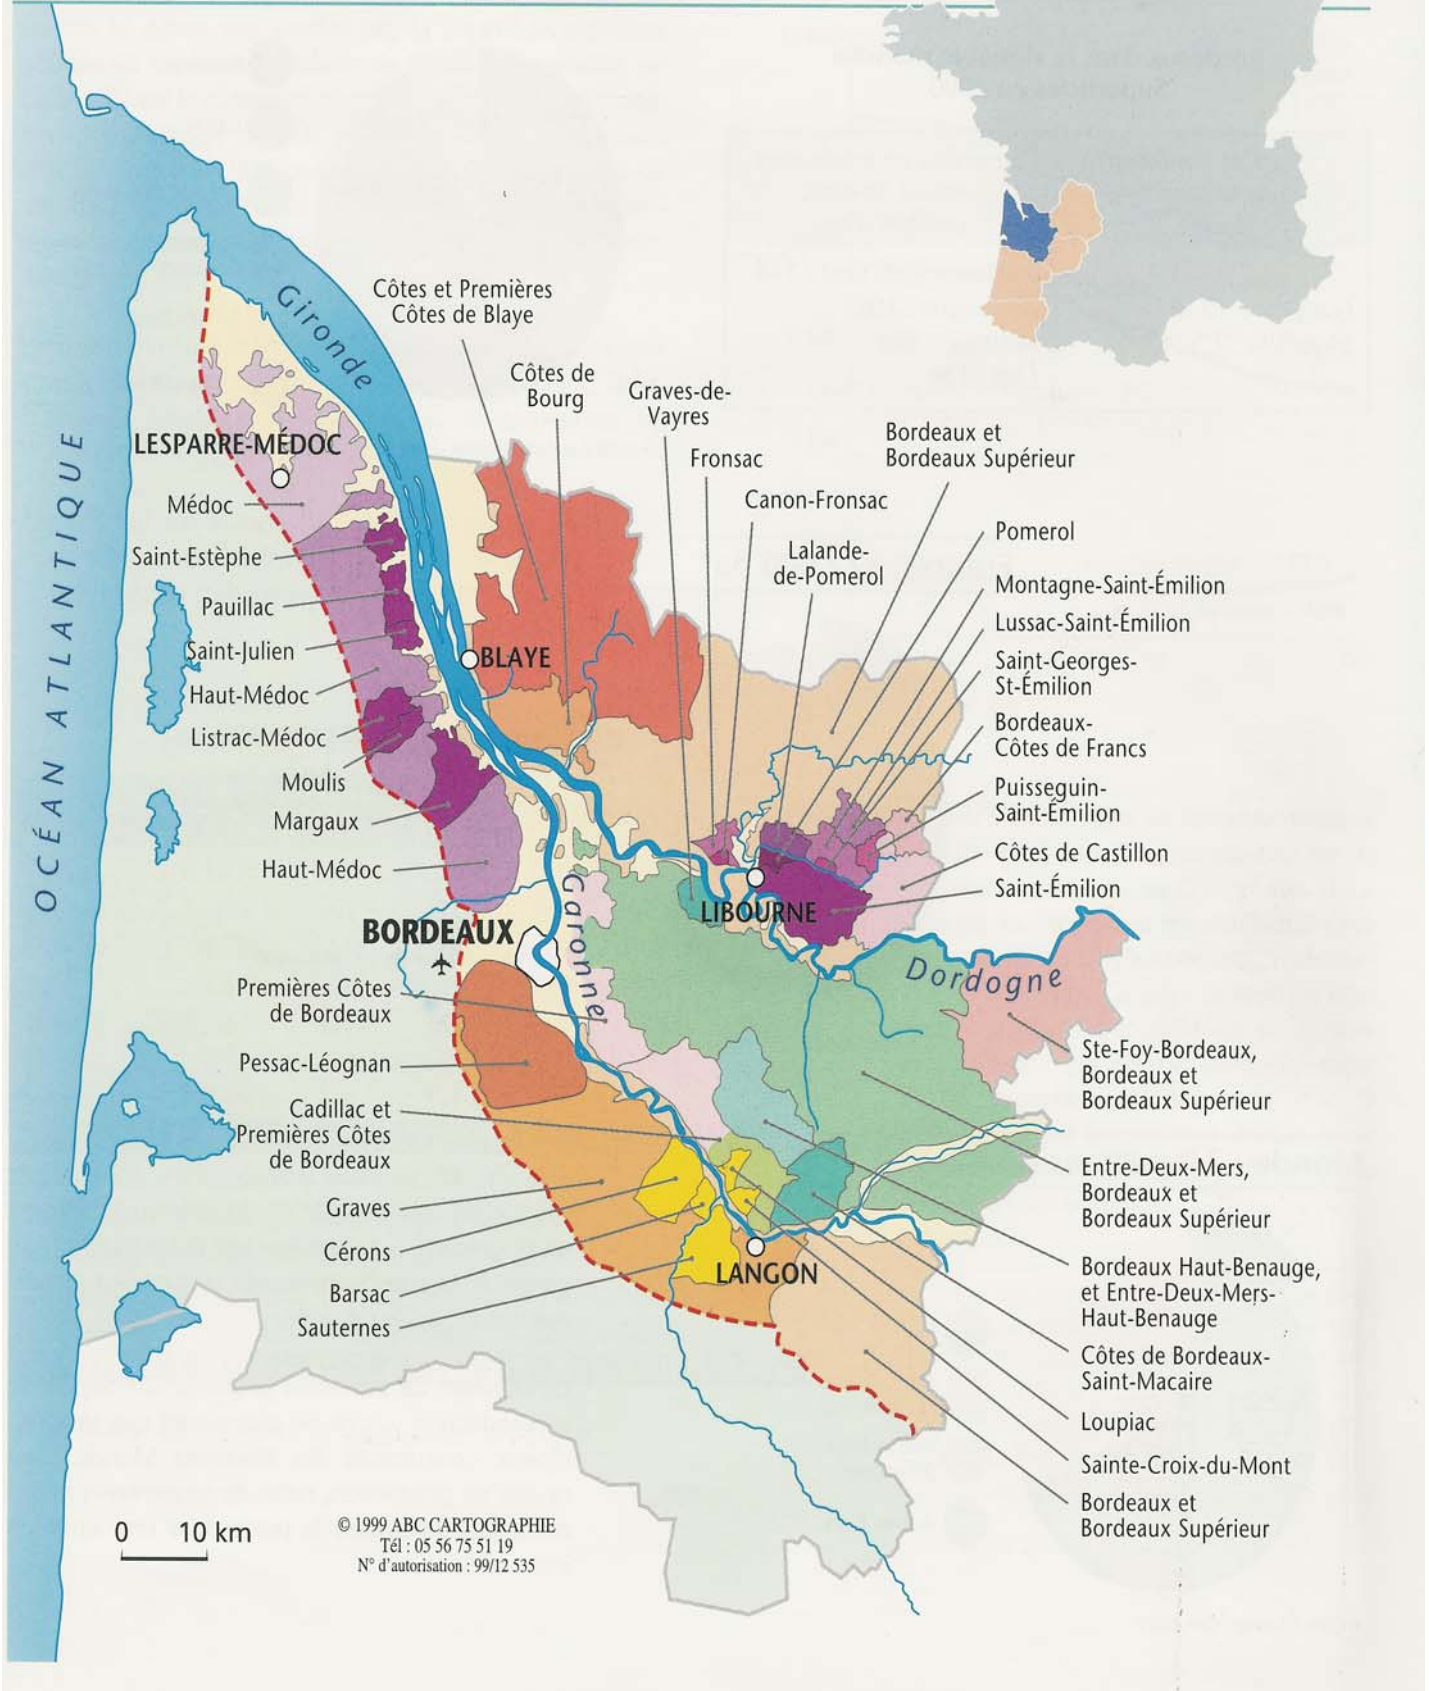 Gironde
Côtes et Premières
Côtes de Blaye
Côtes de
Bourg
Graves-de-
Vayres
Fronsac
Canon-Fronsac
Lalande-
de-Pomerol
Bordeaux et
Bordeaux Supérieur
Pomerol
Montagne-Saint-Émilion
Lussac-Saint-Émilion
Saint-Georges-
St-Émilion
Bordeaux-
Côtes de Francs
Puisseguin-
Saint-Émilion
Côtes de Castillon
Saint-Émilion
OCÉAN ATLANTIQUE
LESPARRE-MÉDOC
Médoc
Saint-Estèphe
Pauillac
Saint-Julien
Haut-Médoc
Listrac-Médoc
Moulis
Margaux
Haut-Médoc
BLAYE
LIBOURNE
BORDEAUX
Garonne
Dordogne
Premières Côtes
de Bordeaux
Pessac-Léognan
Cadillac et
Premières Côtes
de Bordeaux
Graves
Cérons
Barsac
Sauternes
LANGON
Ste-Foy-Bordeaux,
Bordeaux et
Bordeaux Supérieur
Entre-Deux-Mers,
Bordeaux et
Bordeaux Supérieur
Bordeaux Haut-Benauge,
et Entre-Deux-Mers-
Haut-Benauge
Côtes de Bordeaux-
Saint-Macaire
Loupiac
Sainte-Croix-du-Mont
Bordeaux et
Bordeaux Supérieur
0 10 km
© 1999 ABC CARTOGRAPHIE
Tél : 05 56 75 51 19
N° d'autorisation : 99/12 535